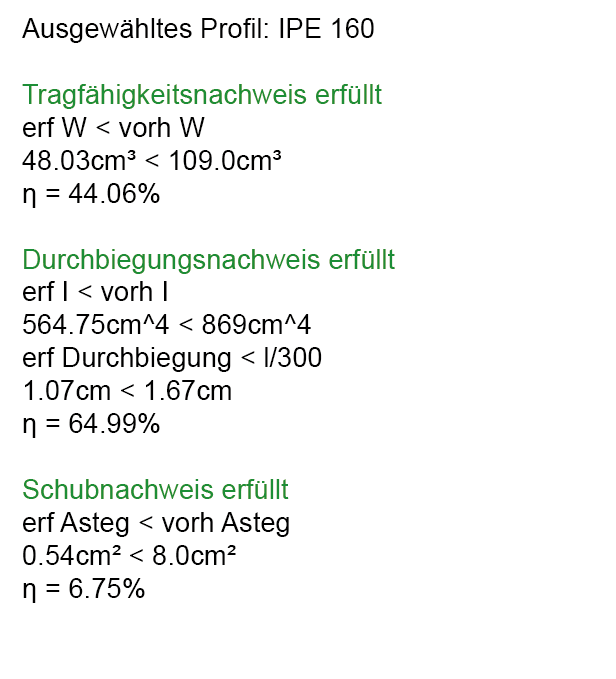 Ausgewähltes Profil: IPE 160
Tragfähigkeitsnachweis erfüllt
erf W < vorh W
48.03cm³ < 109.0cm³
η = 44.06%
Durchbiegungsnachweis erfüllt
erf I < vorh I
564.75cm^4 < 869cm^4
erf Durchbiegung < l/300
1.07cm < 1.67cm
η = 64.99%
Schubnachweis erfüllt
erf Asteg < vorh Asteg
0.54cm² < 8.0cm²
η = 6.75%